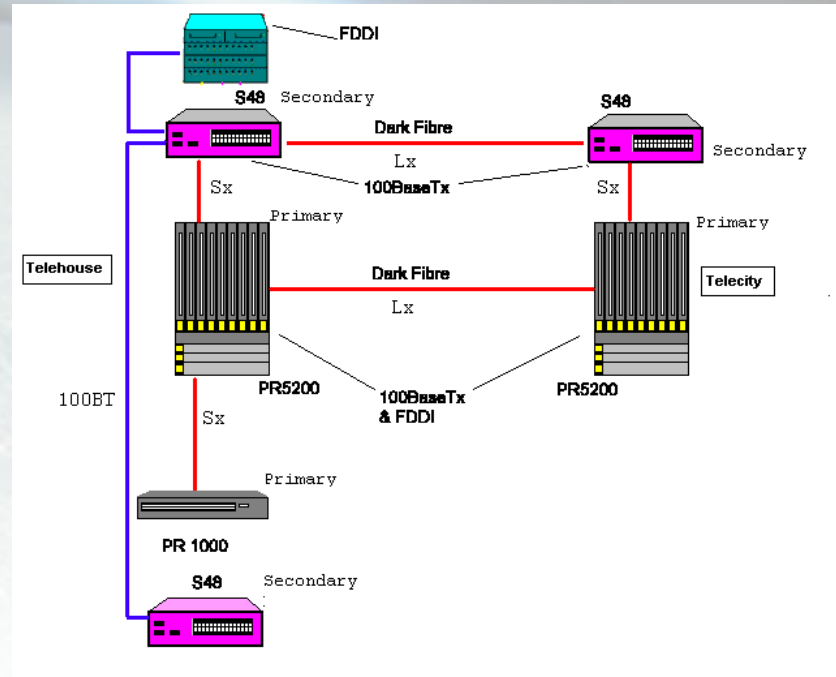 FDDI
S48 Secondary
S48
Dark Fibre
Secondary
Lx
100BaseTx
Sx
Sx
Primary
Primary
Telehouse
Dark Fibre
Telecity
Lx
PR5200
100BaseTx
& FDDI
PR5200
100BT
Sx
Primary
PR 1000
S48
Secondary